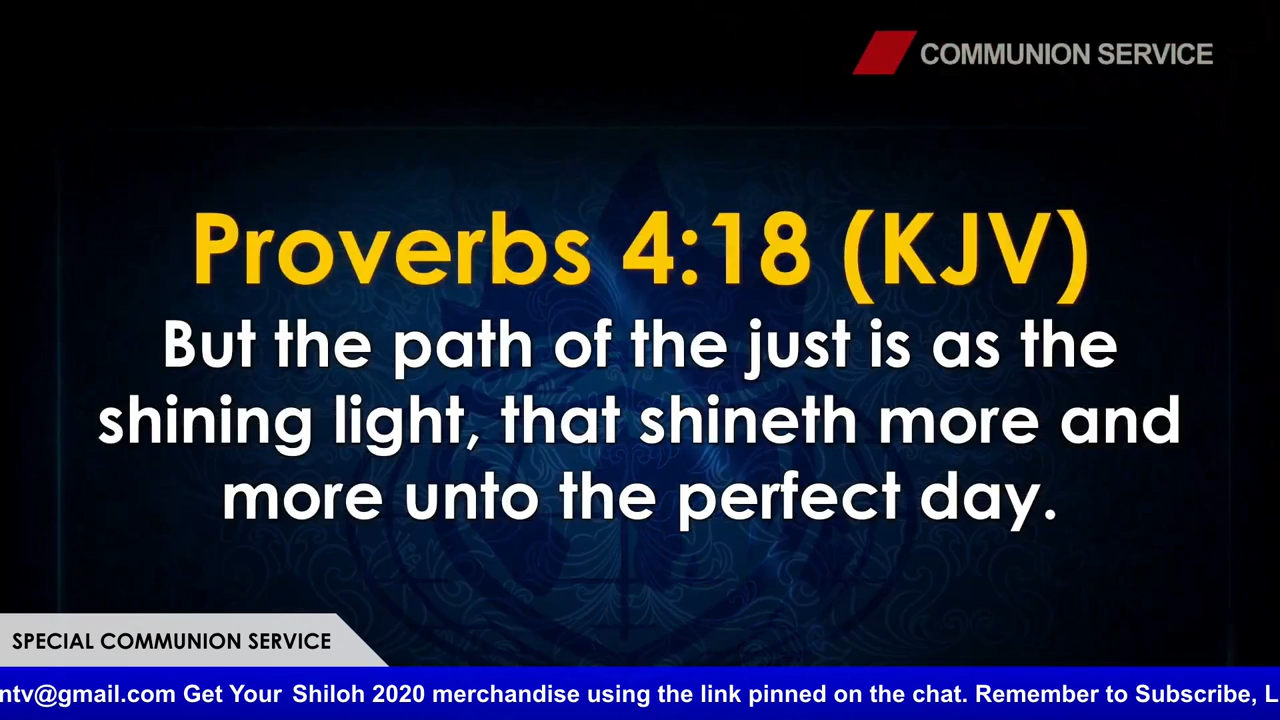 COMMUNION SERVICE
Proverbs 4:18 (KJV)
But the path of the just is as the
shining light, that shineth more and
more unto the perfect day.
SPECIAL COMMUNION SERVICE
ntv@gmail.com Get Your Shiloh 2020 merchandise using the link pinned on the chat. Remember to Subscribe, L